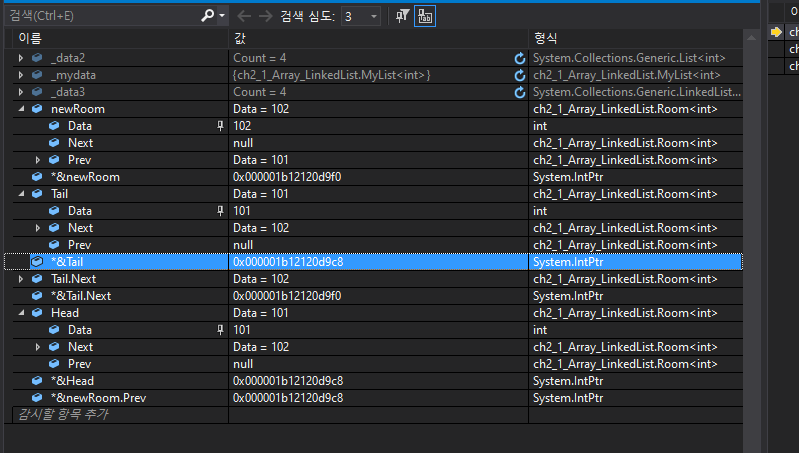 검색(Ctrl+E) 검색 심도: 3
이름 값 형식
_data2 Count = 4 System.Collections.Generic.List<int>
_mydata {ch2_1_Array_LinkedList.MyList<int>} ch2_1_Array_LinkedList.MyList<int>
_data3 Count = 4 System.Collections.Generic.LinkedList...
newRoom Data = 102 ch2_1_Array_LinkedList.Room<int>
Data 102 int
Next null ch2_1_Array_LinkedList.Room<int>
Prev Data = 101 ch2_1_Array_LinkedList.Room<int>
*&newRoom 0x000001b12120d9f0 System.IntPtr
Tail Data = 101 ch2_1_Array_LinkedList.Room<int>
Data 101 int
Next Data = 102 ch2_1_Array_LinkedList.Room<int>
Prev null ch2_1_Array_LinkedList.Room<int>
*&Tail 0x000001b12120d9c8 System.IntPtr
Tail.Next Data = 102 ch2_1_Array_LinkedList.Room<int>
*&Tail.Next 0x000001b12120d9f0 System.IntPtr
Head Data = 101 ch2_1_Array_LinkedList.Room<int>
Data 101 int
Next Data = 102 ch2_1_Array_LinkedList.Room<int>
Prev null ch2_1_Array_LinkedList.Room<int>
*&Head 0x000001b12120d9c8 System.IntPtr
*&newRoom.Prev 0x000001b12120d9c8 System.IntPtr
감시할 항목 추가
ch
ch
ch